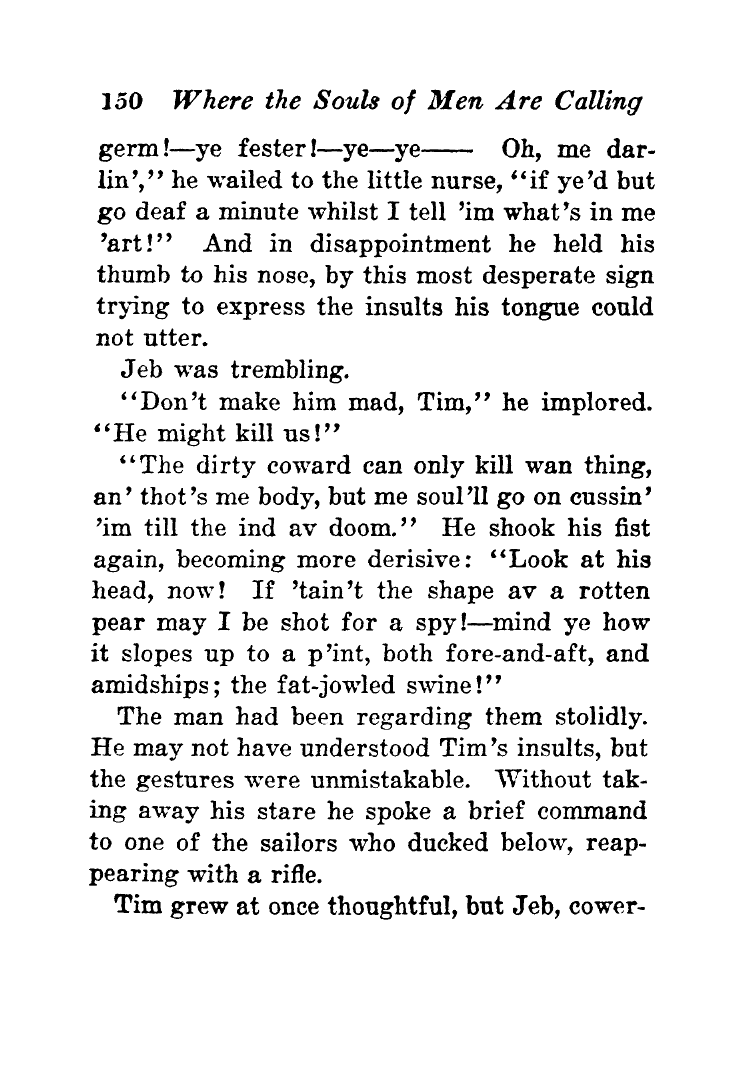 150 Where the Souls of Men Are Calling
germ!—ye fester!—ye—ye—— Oh, me dar-
lin’,” he wailed to the little nurse, “if ye’d but
go deaf a minute whilst I tell ’im what’s in me
’art!” And in disappointment he held his
thumb to his nose, by this most desperate sign
trying to express the insults his tongue could
not utter.
Jeb was trembling.
“Don’t make him mad, Tim,” he implored.
“He might kill us!”
“The dirty coward can only kill wan thing,
an’ thot’s me body, but me soul’ll go on cussin’
’im till the ind av doom.” He shook his fist
again, becoming more derisive: “Look at his
head, now! If ’tain’t the shape av a rotten
pear may I be shot for a spy!—mind ye how
it slopes up to a p’int, both fore-and-aft, and
amidships; the fat-jowled swine!”
The man had been regarding them stolidly.
He may not have understood Tim’s insults, but
the gestures were unmistakable. Without tak-
ing away his stare he spoke a brief command
to one of the sailors who ducked below, reap-
pearing with a rifle.
Tim grew at once thoughtful, but Jeb, cower-